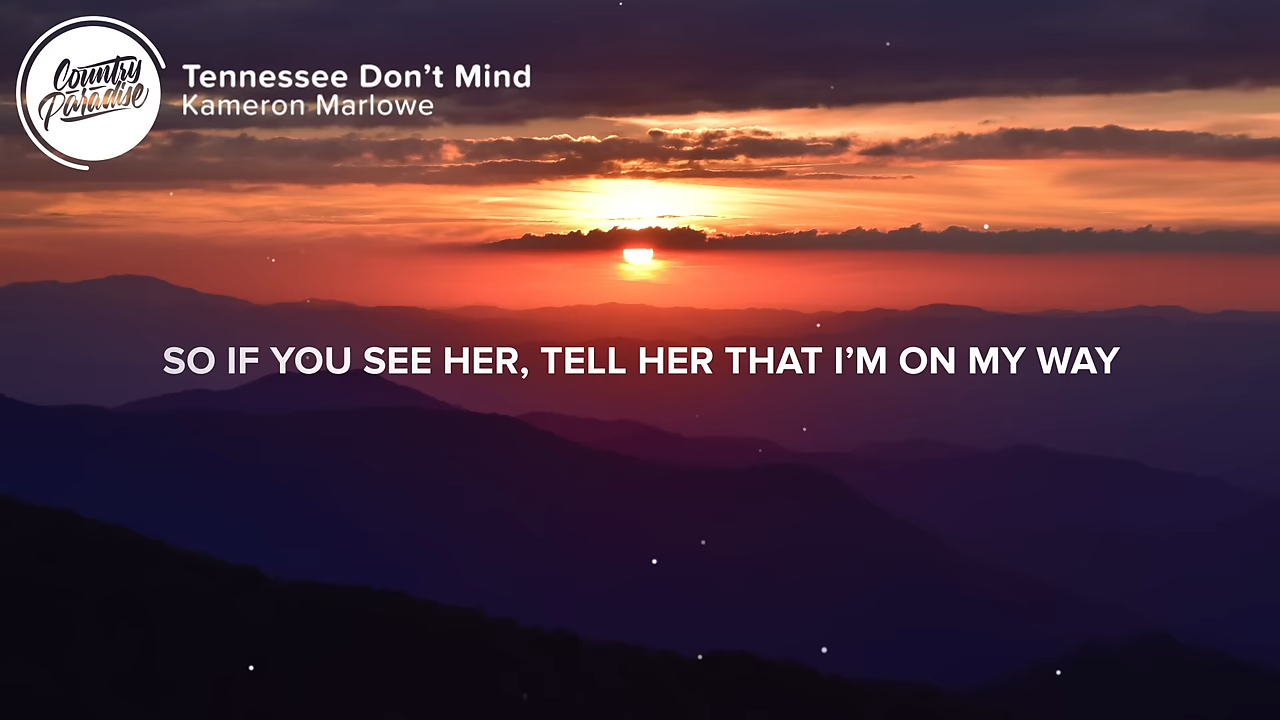 Country
Paradise
Tennessee Don’t Mind
Kameron Marlowe
SO IF YOU SEE HER, TELL HER THAT I’M ON MY WAY